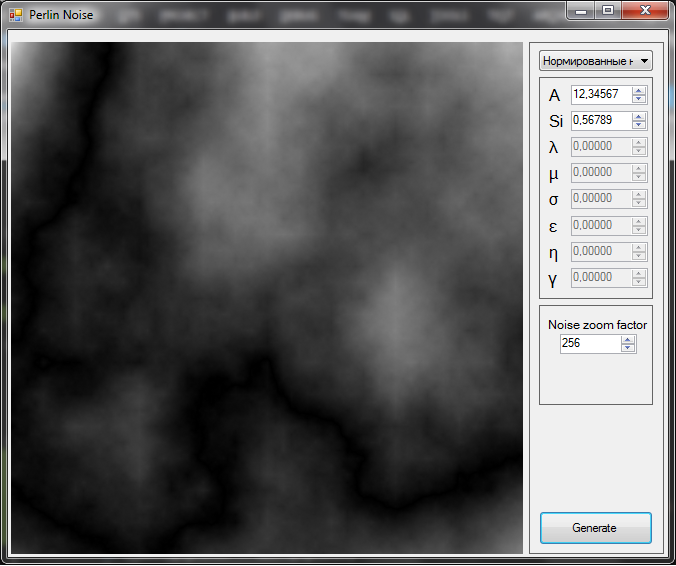 Perlin Noise
Нормированные
A 12,34567
Si 0,56789
λ 0,00000
μ 0,00000
σ 0,00000
ε 0,00000
η 0,00000
γ 0,00000
Noise zoom factor
256
Generate